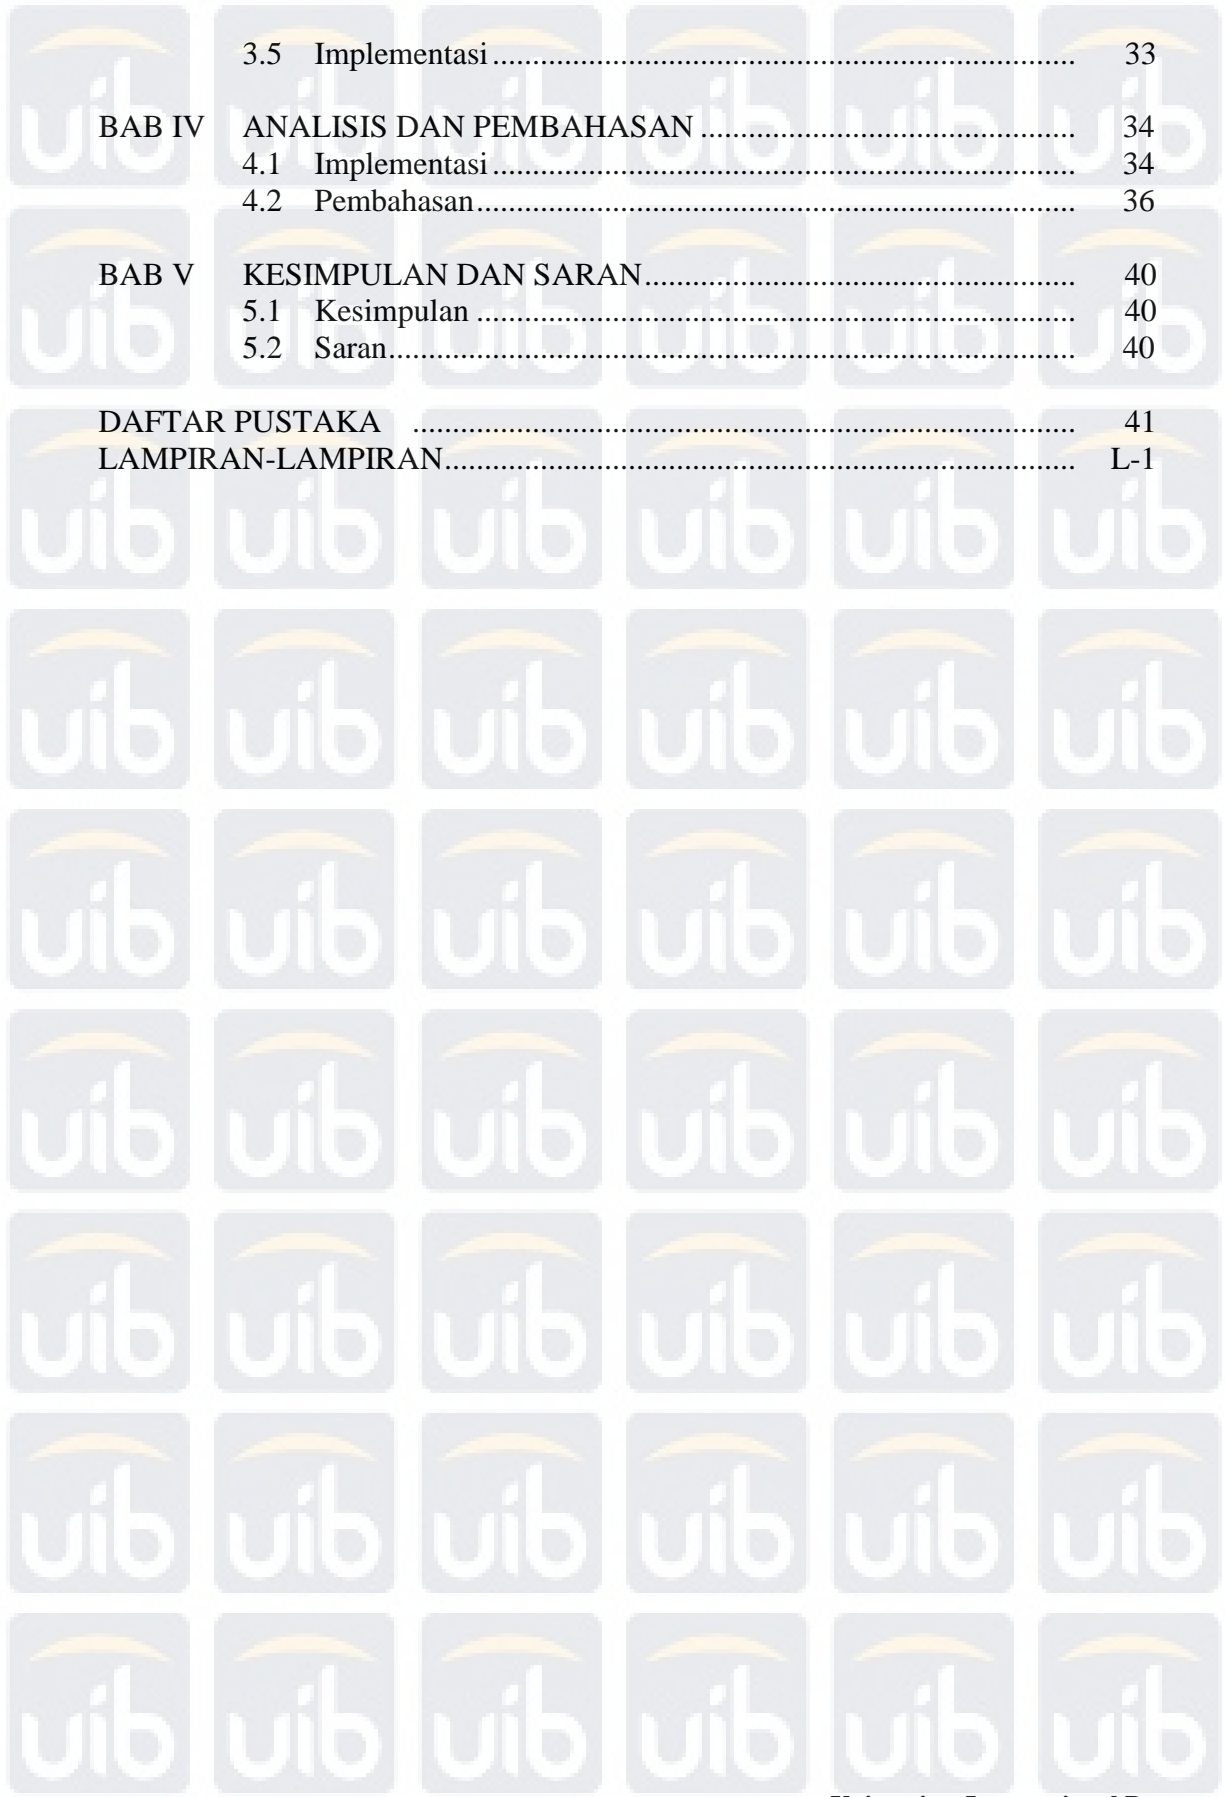 3.5 Implementasi ........................................................................ 33
BAB IV ANALISIS DAN PEMBAHASAN .............................................. 34
4.1 Implementasi ........................................................................ 34
4.2 Pembahasan .......................................................................... 36
BAB V KESIMPULAN DAN SARAN ..................................................... 40
5.1 Kesimpulan .......................................................................... 40
5.2 Saran ..................................................................................... 40
DAFTAR PUSTAKA .................................................................................. 41
LAMPIRAN-LAMPIRAN .............................................................................. L-1
uib